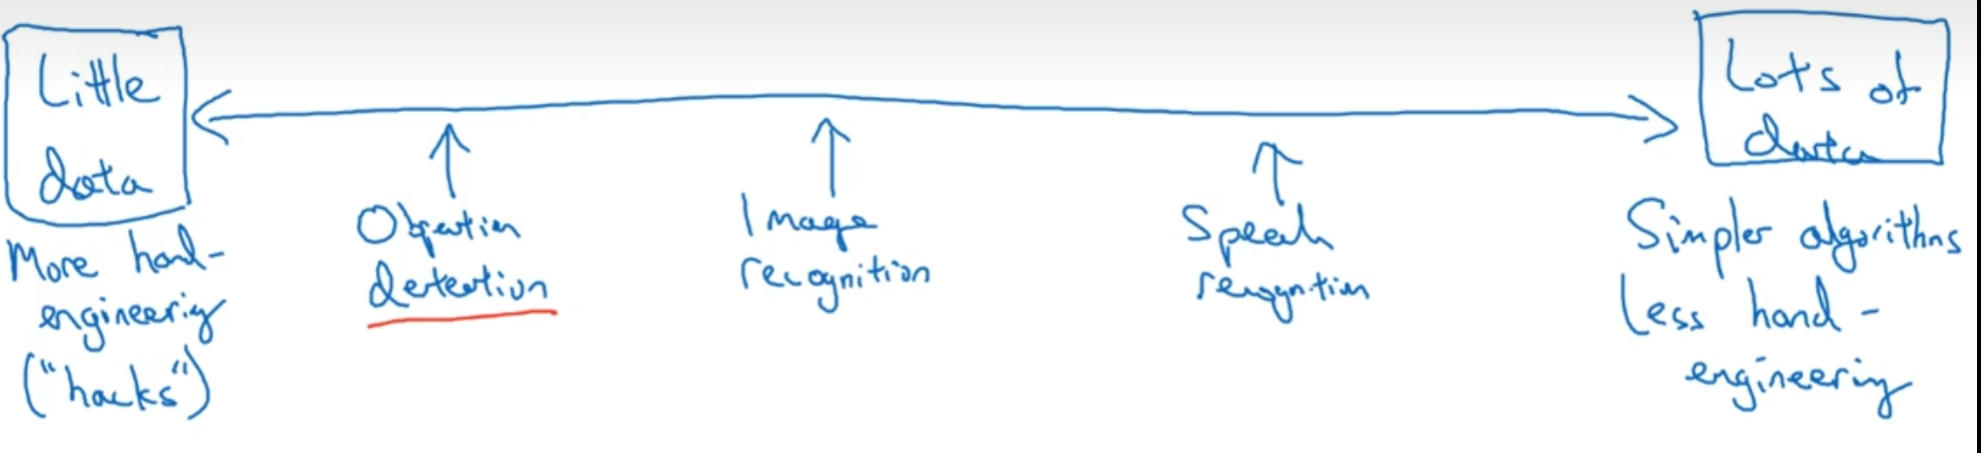 Little
data
More hand-
engineering
("hacks")
Object
detection
Image
recognition
Speech
recognition
Lots of
data
Simpler algorithms
Less hand-
engineering